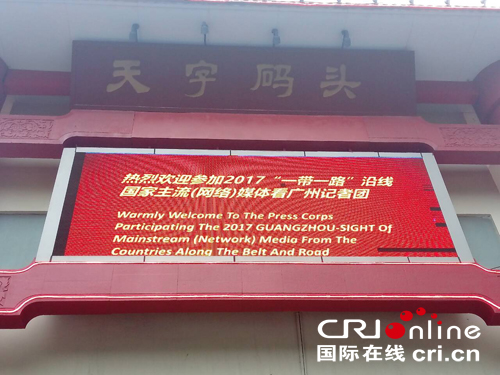 天字码头
热烈欢迎参加2017“一带一路”沿线
国家主流(网络)媒体看广州记者团
Warmly Welcome To The Press Corps
Participating The 2017 GUANGZHOU-SIGHT Of
Mainstream (Network) Media From The
Countries Along The Belt And Road
CRI online
国际在线 cri.cn